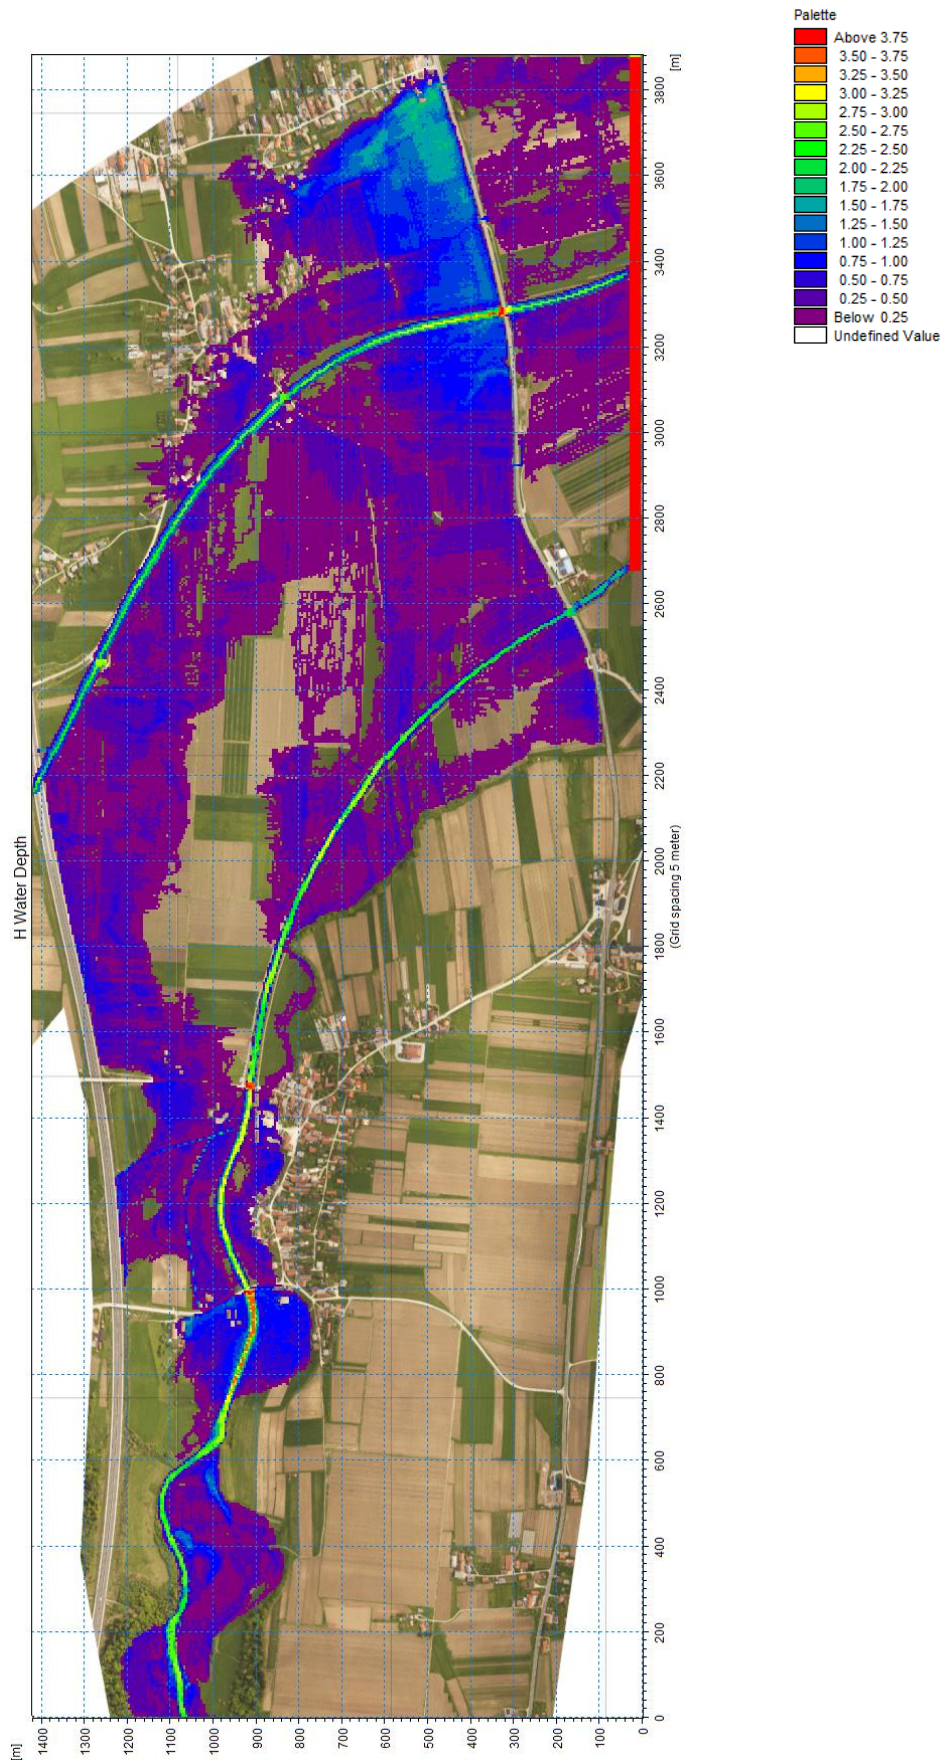 Palette
Above 3.75
3.50 - 3.75
3.25 - 3.50
3.00 - 3.25
2.75 - 3.00
2.50 - 2.75
2.25 - 2.50
2.00 - 2.25
1.75 - 2.00
1.50 - 1.75
1.25 - 1.50
1.00 - 1.25
0.75 - 1.00
0.50 - 0.75
0.25 - 0.50
Below 0.25
Undefined Value
H Water Depth
[m]
3800
3600
3400
3200
3000
2800
2600
2400
2200
2000
1800
1600
1400
1200
1000
800
600
400
200
0
(Grid spacing 5 meter)
[m]
1400
1300
1200
1100
1000
900
800
700
600
500
400
300
200
100
0